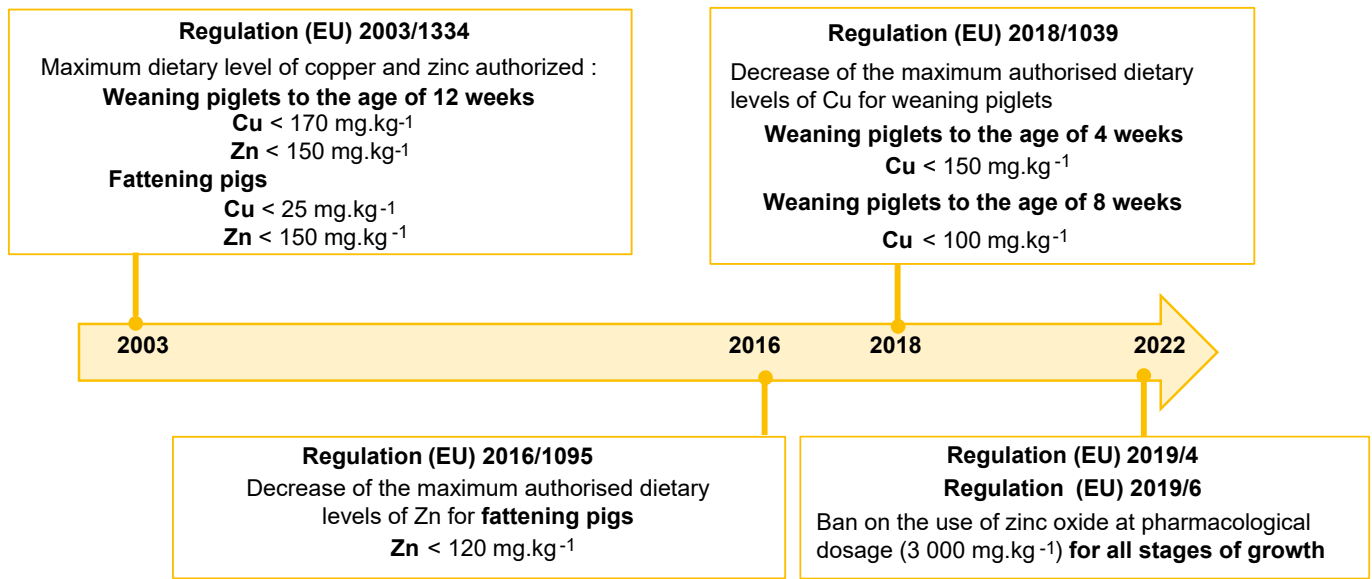 Regulation (EU) 2003/1334
Maximum dietary level of copper and zinc authorized :
Weaning piglets to the age of 12 weeks
Cu < 170 mg.kg-1
Zn < 150 mg.kg-1
Fattening pigs
Cu < 25 mg.kg-1
Zn < 150 mg.kg-1
Regulation (EU) 2018/1039
Decrease of the maximum authorised dietary
levels of Cu for weaning piglets
Weaning piglets to the age of 4 weeks
Cu < 150 mg.kg-1
Weaning piglets to the age of 8 weeks
Cu < 100 mg.kg-1
2003
2016
2018
2022
Regulation (EU) 2016/1095
Decrease of the maximum authorised dietary
levels of Zn for fattening pigs
Zn < 120 mg.kg-1
Regulation (EU) 2019/4
Regulation (EU) 2019/6
Ban on the use of zinc oxide at pharmacological
dosage (3 000 mg.kg-1) for all stages of growth